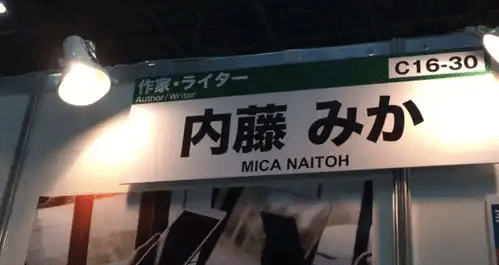 作家・ライター
Author/Writer
C16-30
内藤 みか
MICA NAITOH